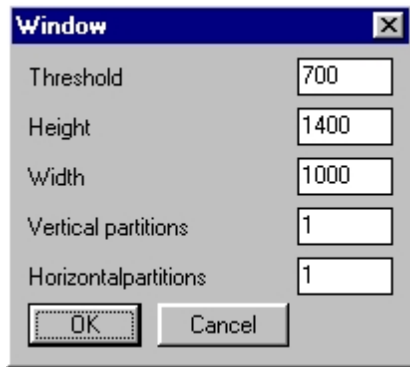 Window
Threshold 700
Height 1400
Width 1000
Vertical partitions 1
Horizontalpartitions 1
OK Cancel